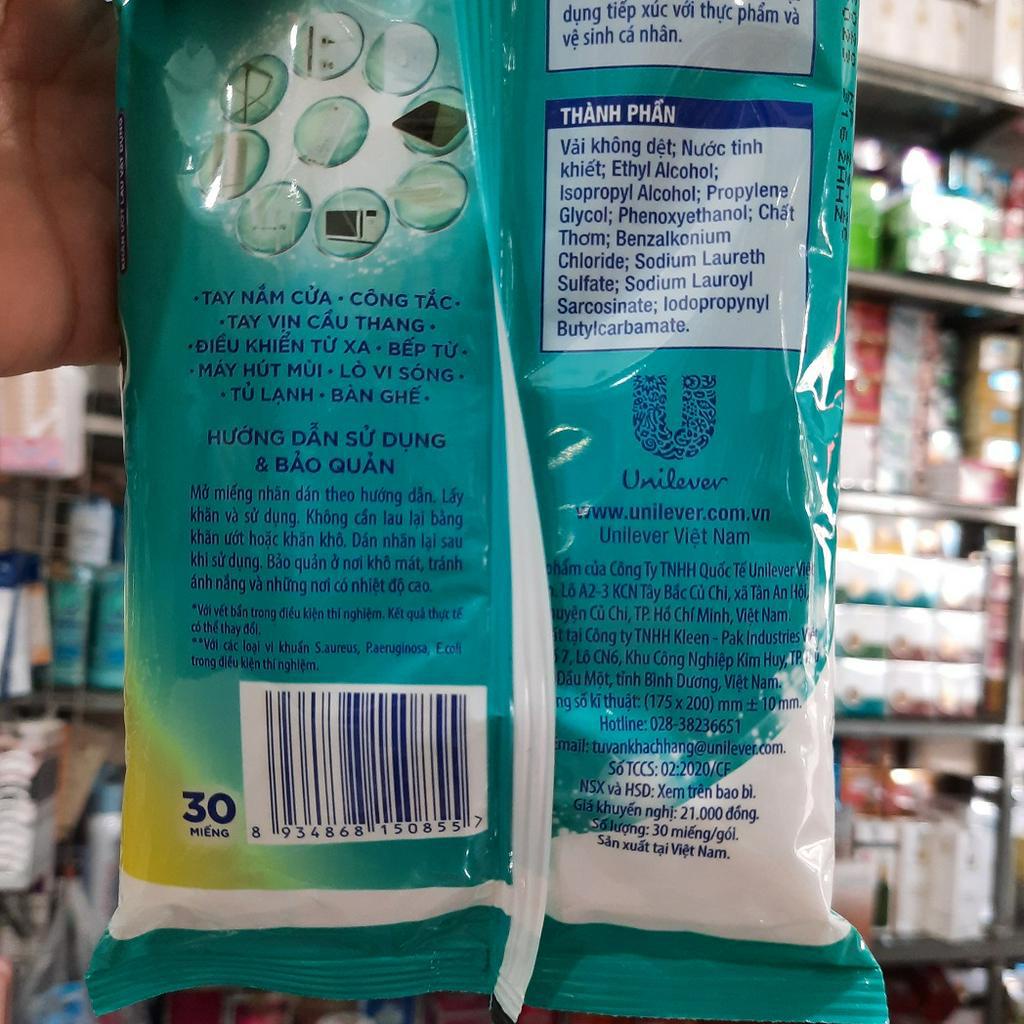 KHĂN ƯỚT LAU VẬT DỤNG
•TAY NẮM CỬA • CÔNG TẮC•
•TAY VỊN CẦU THANG •
•ĐIỀU KHIỂN TỪ XA • BẾP TỪ•
•MÁY HÚT MÙI • LÒ VI SÓNG •
• TỦ LẠNH • BÀN GHẾ •
HƯỚNG DẪN SỬ DỤNG
& BẢO QUẢN
Mở miếng nhãn dán theo hướng dẫn. Lấy
khăn và sử dụng. Không cần lau lại bằng
khăn ướt hoặc khăn khô. Dán nhãn lại sau
khi sử dụng. Bảo quản ở nơi khô mát, tránh
ánh nắng và những nơi có nhiệt độ cao.
*Với vết bẩn trong điều kiện thí nghiệm. Kết quả thực tế
có thể thay đổi.
**Với các loại vi khuẩn S.aureus, P.aeruginosa, E.coli
trong điều kiện thí nghiệm.
30
MIẾNG
8 934868 150855 7
dụng tiếp xúc với thực phẩm và
vệ sinh cá nhân.
THÀNH PHẦN
Vải không dệt; Nước tinh
khiết; Ethyl Alcohol;
Isopropyl Alcohol; Propylene
Glycol; Phenoxyethanol; Chất
Thơm; Benzalkonium
Chloride; Sodium Laureth
Sulfate; Sodium Lauroyl
Sarcosinate; Iodopropynyl
Butylcarbamate.
U
Unilever
www.unilever.com.vn
Unilever Việt Nam
phẩm của Công Ty TNHH Quốc Tế Unilever Việt
Lô A2-3 KCN Tây Bắc Củ Chi, xã Tân An Hội,
huyện Củ Chi, TP. Hồ Chí Minh, Việt Nam.
tại Công ty TNHH Kleen – Pak Industries
7, Lô CN6, Khu Công Nghiệp Kim Huy, TP.
Dầu Một, tỉnh Bình Dương, Việt Nam.
số kĩ thuật: (175 x 200) mm ± 10 mm.
Hotline: 028-38236651
Email: tuvankhachhang@unilever.com.
Số TCCS: 02:2020/CF
NSX và HSD: Xem trên bao bì.
Giá khuyến nghị: 21.000 đồng.
Số lượng: 30 miếng/gói.
Sản xuất tại Việt Nam.